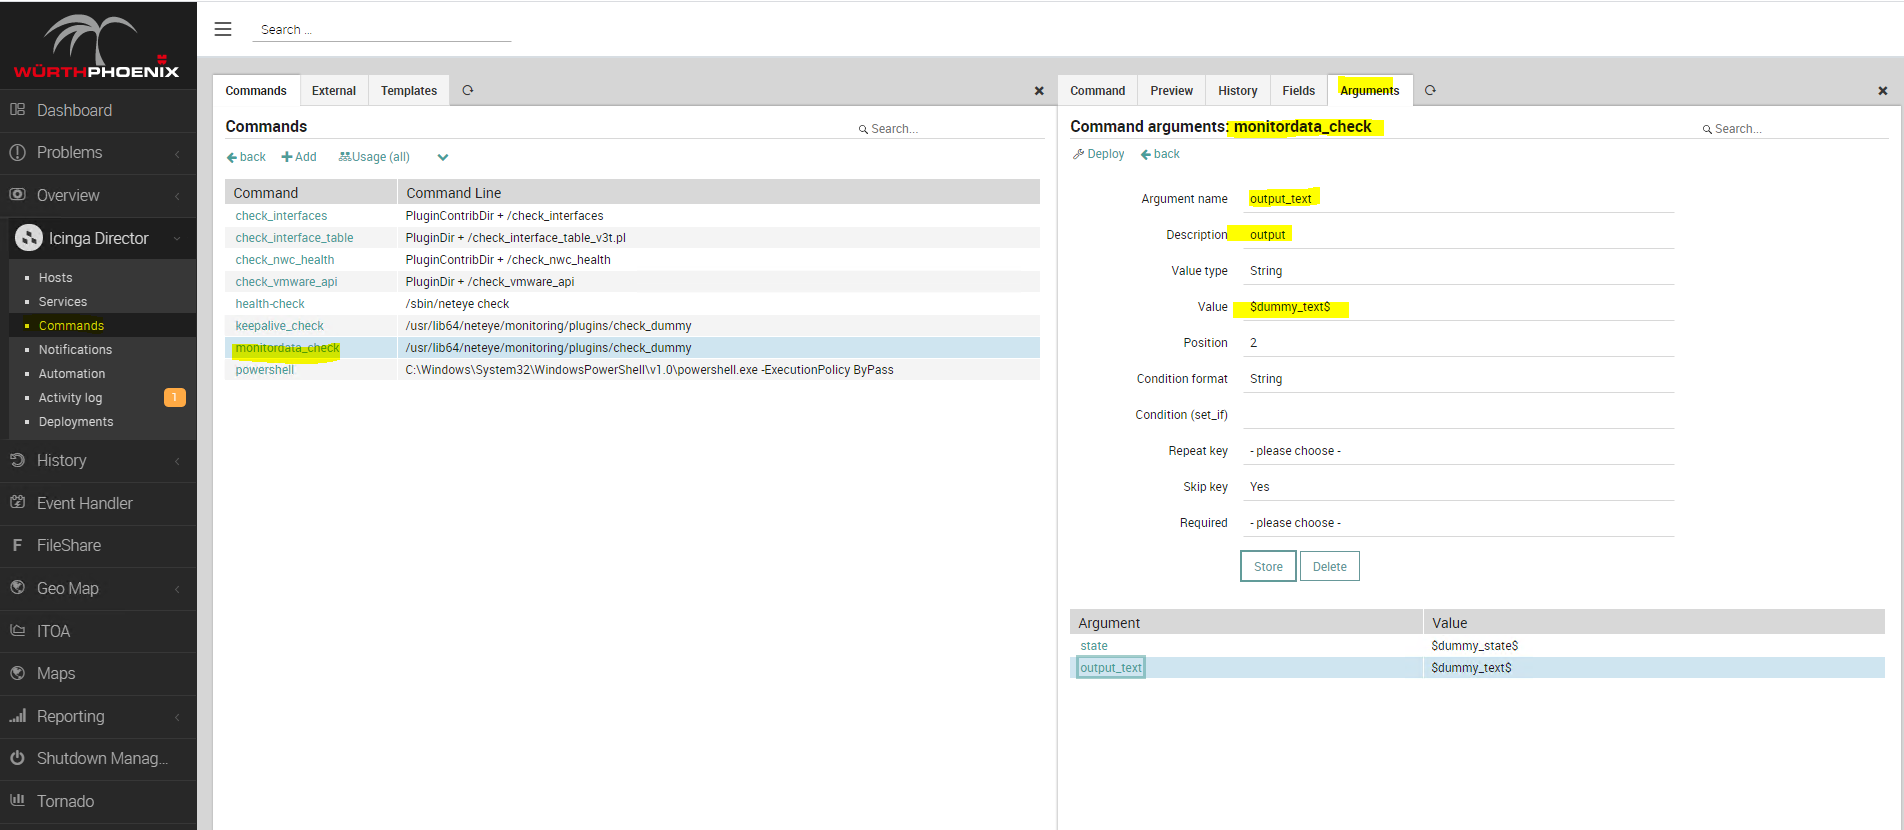 WÜRTHPHOENIX
Dashboard
Problems
Overview
Icinga Director
Hosts
Services
Commands
Notifications
Automation
Activity log 1
Deployments
History
Event Handler
F FileShare
Geo Map
ITOA
Maps
Reporting
Shutdown Manag...
Tornado
Search ...
Commands External Templates
Commands
Search...
back Add Usage (all)
Command Command Line
check_interfaces PluginContribDir + /check_interfaces
check_interface_table PluginDir + /check_interface_table_v3t.pl
check_nwc_health PluginContribDir + /check_nwc_health
check_vmware_api PluginDir + /check_vmware_api
health-check /sbin/neteye check
keepalive_check /usr/lib64/neteye/monitoring/plugins/check_dummy
monitordata_check /usr/lib64/neteye/monitoring/plugins/check_dummy
powershell C:\Windows\System32\WindowsPowerShell\v1.0\powershell.exe -ExecutionPolicy ByPass
Command Preview History Fields Arguments
Command arguments: monitordata_check
Search...
Deploy back
Argument name output_text
Description output
Value type String
Value $dummy_text$
Position 2
Condition format String
Condition (set_if)
Repeat key - please choose -
Skip key Yes
Required - please choose -
Store Delete
Argument Value
state $dummy_state$
output_text $dummy_text$